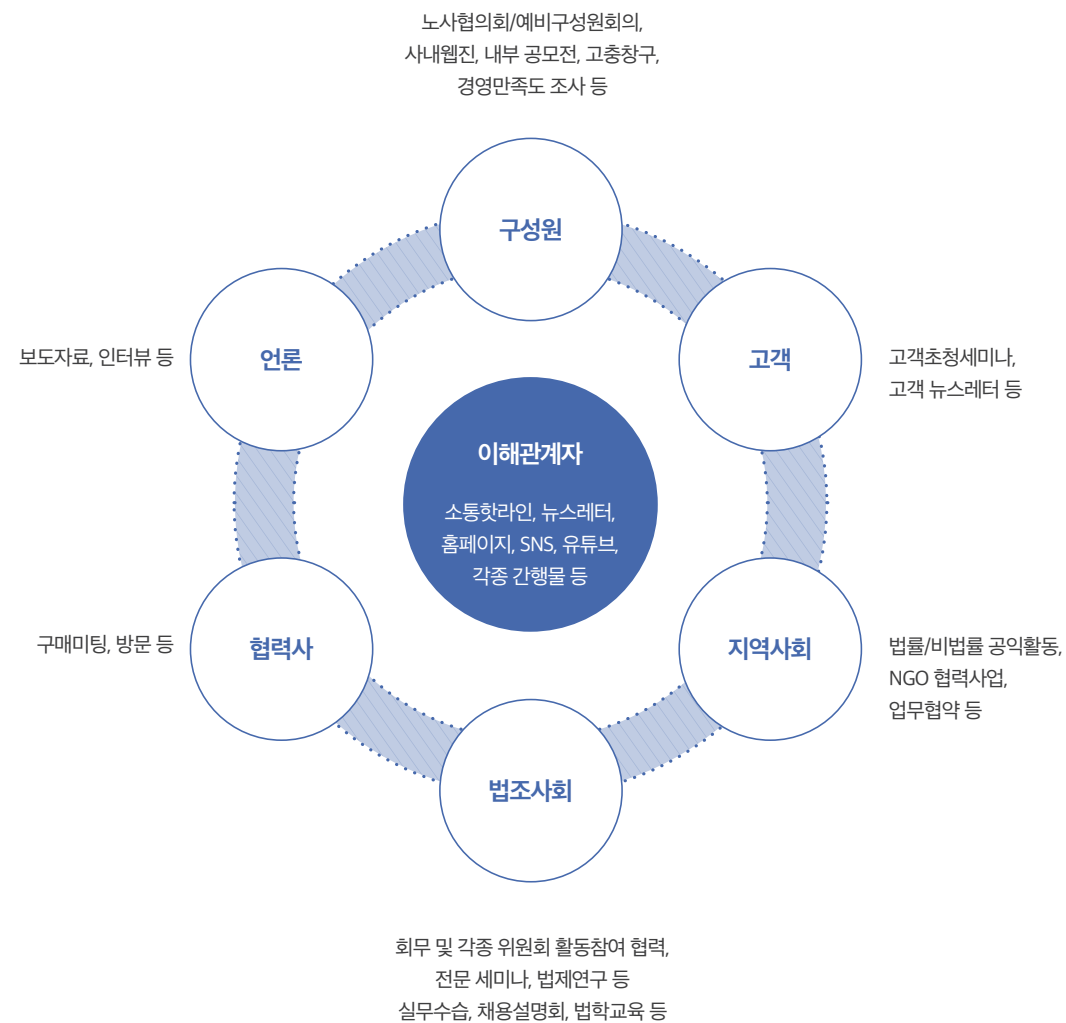 노사협의회/예비구성원회의,
사내웹진, 내부 공모전, 고충창구,
경영만족도 조사 등
구성원
언론
보도자료, 인터뷰 등
고객
고객초청세미나,
고객 뉴스레터 등
이해관계자
소통핫라인, 뉴스레터,
홈페이지, SNS, 유튜브,
각종 간행물 등
구매미팅, 방문 등
협력사
지역사회
법률/비법률 공익활동,
NGO 협력사업,
업무협약 등
법조사회
회무 및 각종 위원회 활동참여 협력,
전문 세미나, 법제연구 등
실무수습, 채용설명회, 법학교육 등